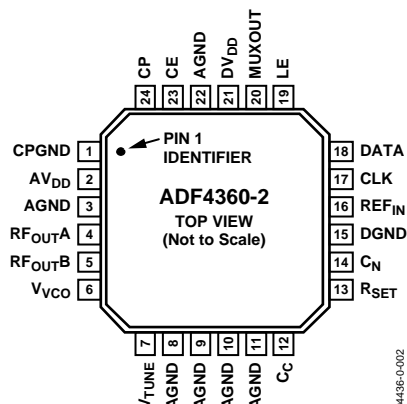 CP
CE
AGND
DVDD
MUXOUT
LE
24
23
22
21
20
19
CPGND 1
AVDD 2
AGND 3
RFOUTA 4
RFOUTB 5
VVCO 6
PIN 1
IDENTIFIER
ADF4360-2
TOP VIEW
(Not to Scale)
18 DATA
17 CLK
16 REFIN
15 DGND
14 CN
13 RSET
7
8
9
10
11
12
VTUNE
AGND
AGND
AGND
AGND
CC
04436-0-002